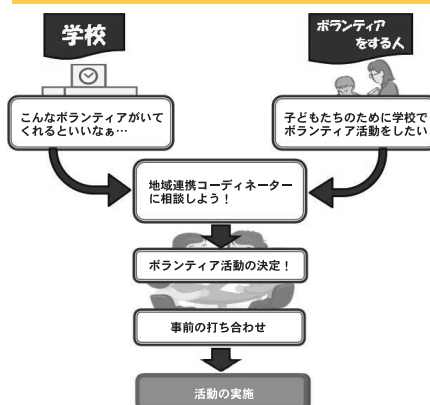 学校
ボランティア
をする人
こんなボランティアがいて
くれるといいなぁ…
子どもたちのために学校で
ボランティア活動をしたい
地域連携コーディネーター
に相談しよう！
ボランティア活動の決定！
事前の打ち合わせ
活動の実施